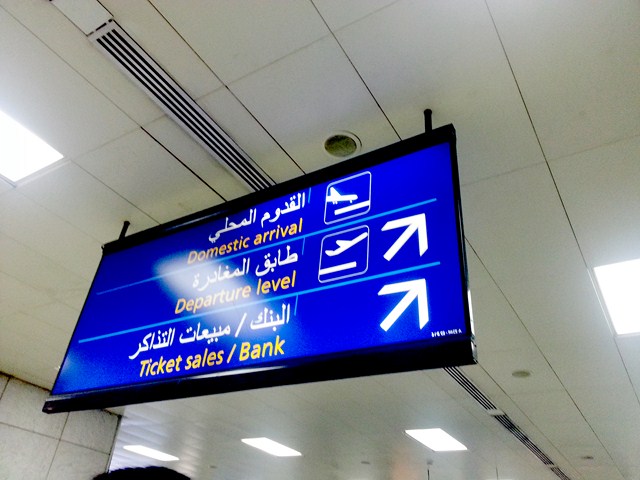 القدوم المحلي
Domestic arrival
طابق المغادرة
Departure level
البنك / مبيعات التذاكر
Ticket sales / Bank